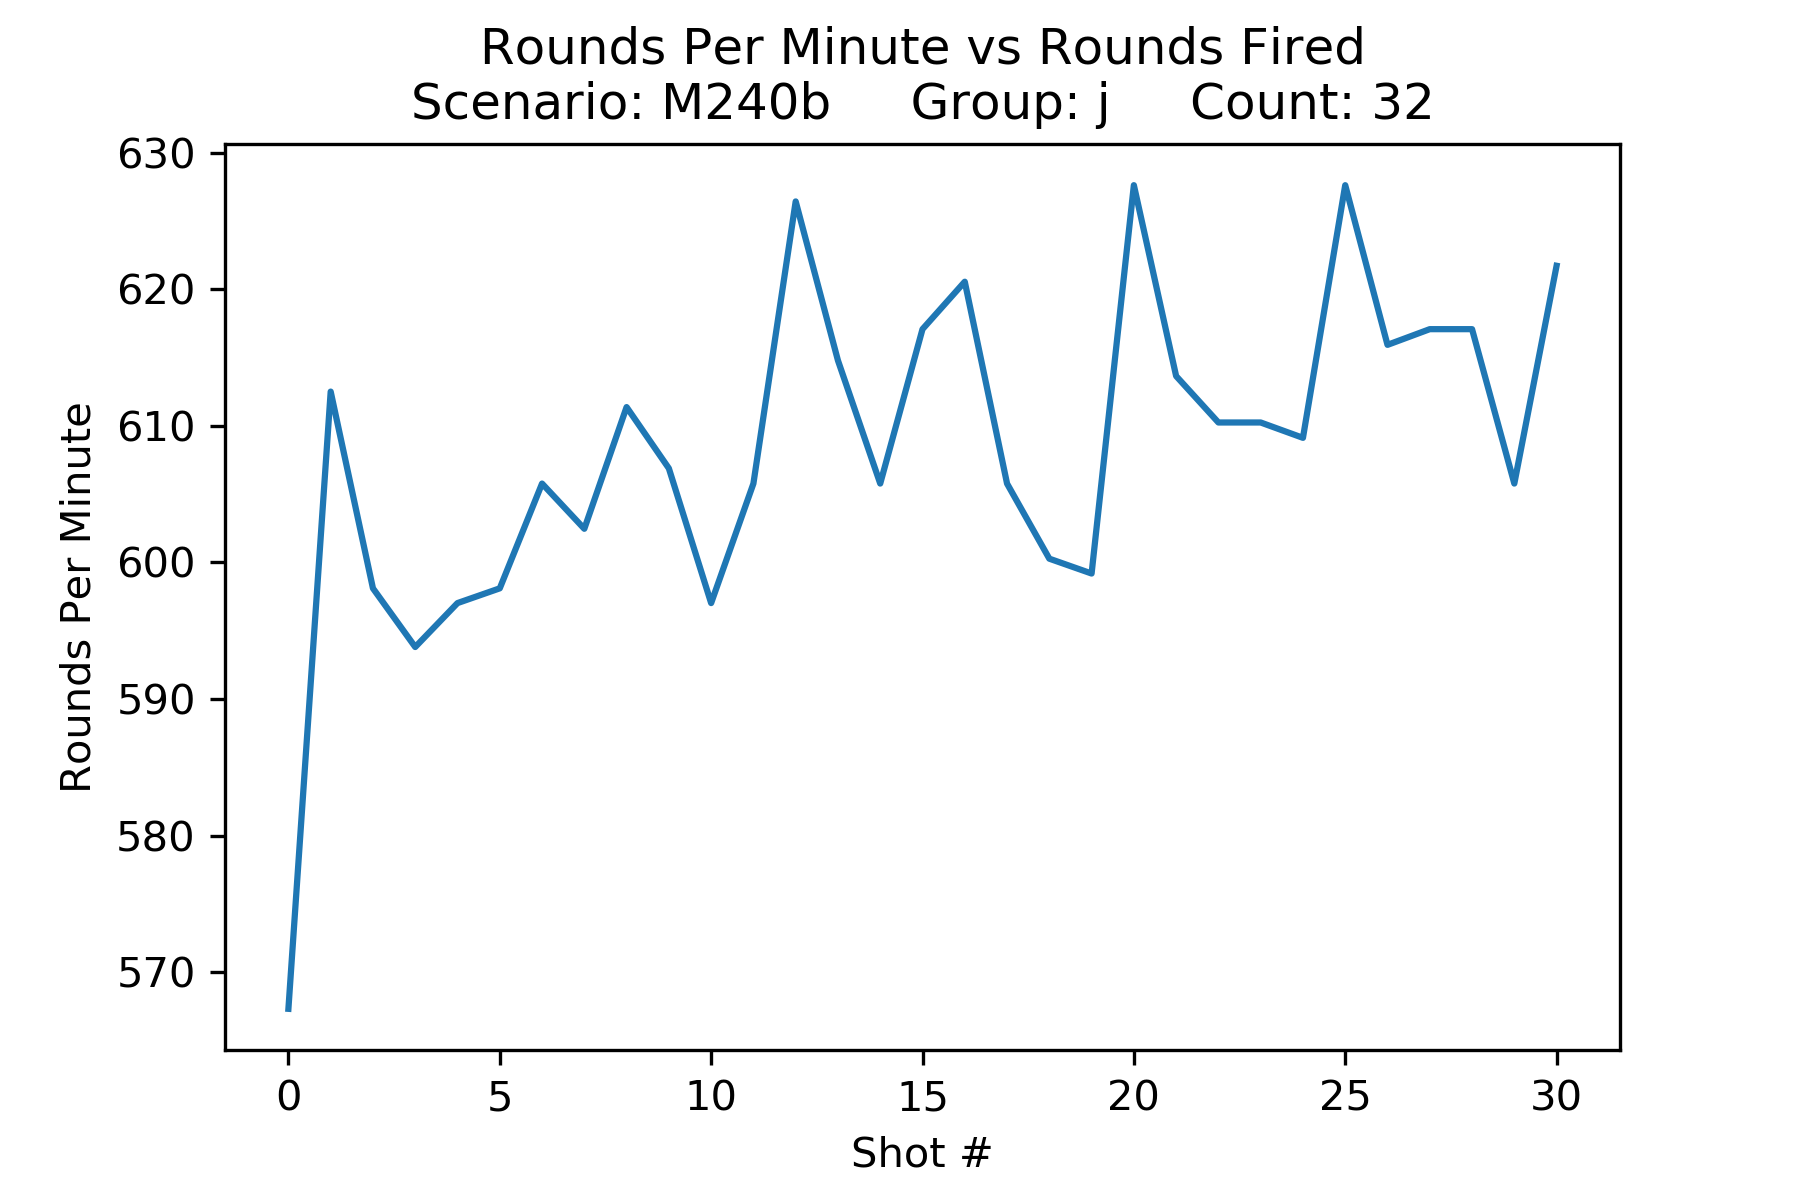 Rounds Per Minute vs Rounds Fired
Scenario: M240b Group: j Count: 32
630
620
610
600
590
580
570
Rounds Per Minute
0 5 10 15 20 25 30
Shot #